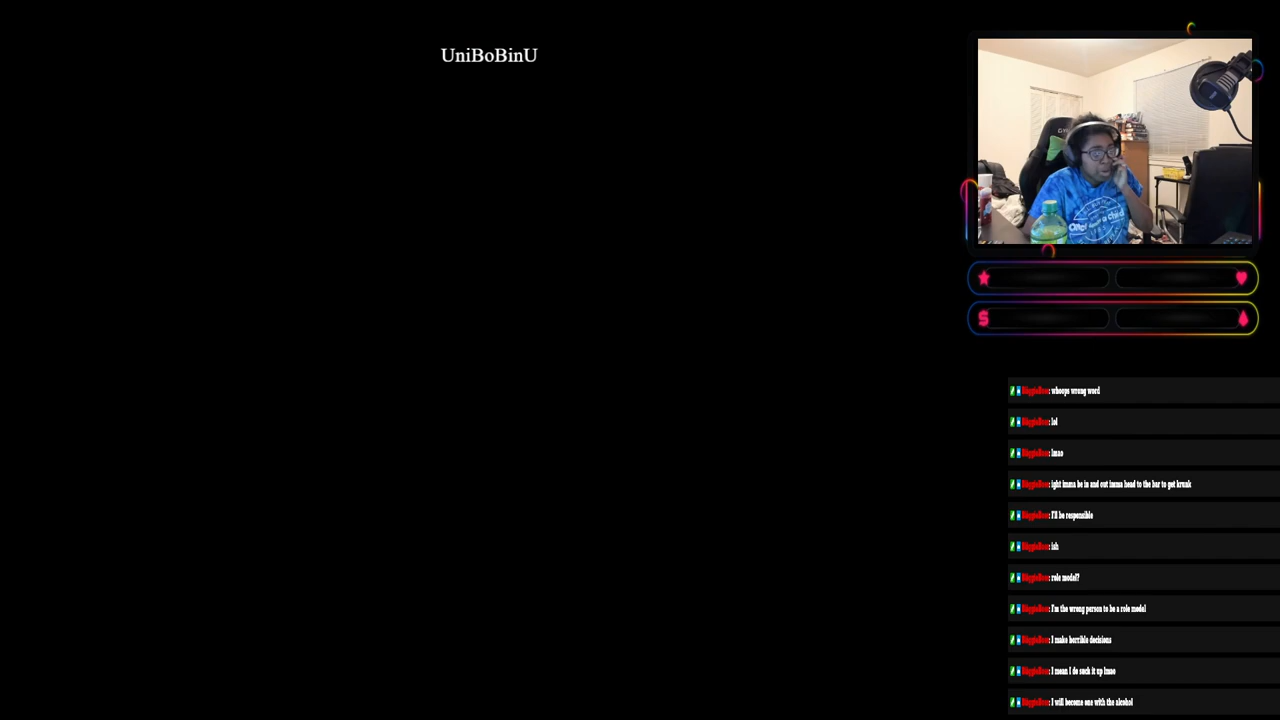 UniBoBinU
: whoops wrong word
: lol
: lmao
: ight imma be in and out imma head to the bar to get krunk
: I'll be responsible
: ish
: role model?
: I'm the wrong person to be a role model
: I make horrible decisions
: I mean I do suck it up lmao
: I will become one with the alcohol